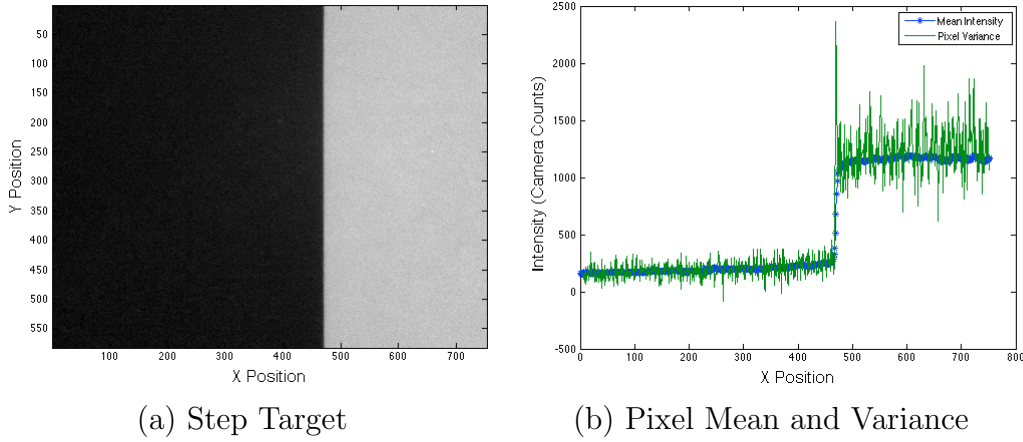 50
100
150
200
250
300
350
400
450
500
550
Y Position
100 200 300 400 500 600 700
X Position
(a) Step Target
2500
2000
1500
1000
500
0
-500
Intensity (Camera Counts)
Mean Intensity
Pixel Variance
0 100 200 300 400 500 600 700 800
X Position
(b) Pixel Mean and Variance